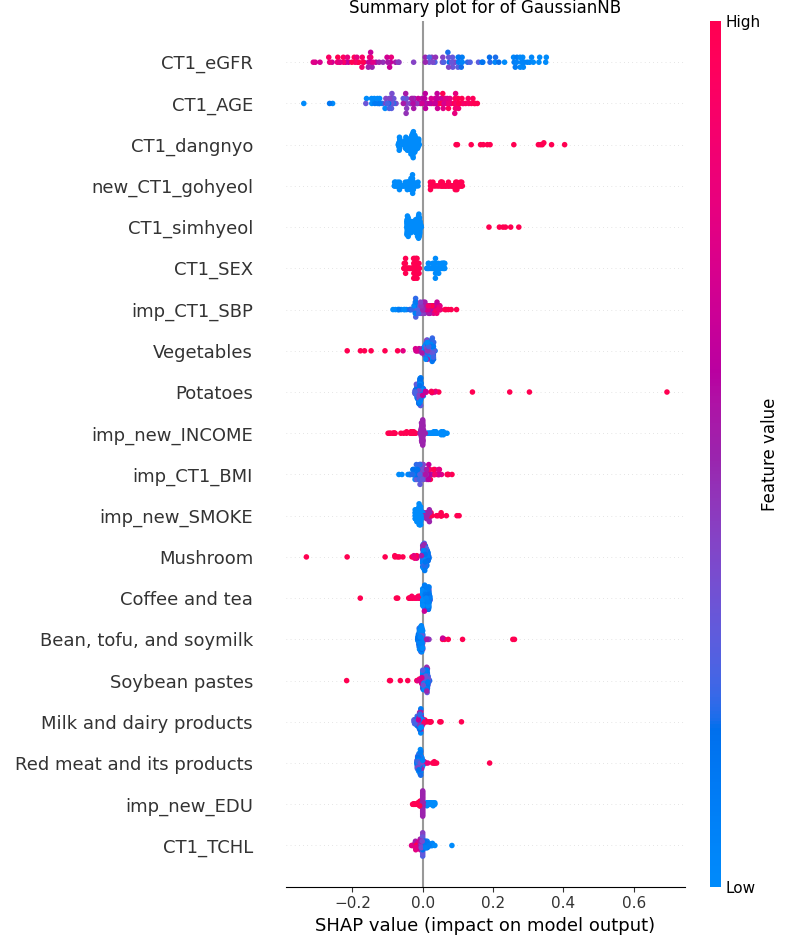 Summary plot for of GaussianNB
High
CT1_eGFR
CT1_AGE
CT1_dangnyo
new_CT1_gohyeol
CT1_simhyeol
CT1_SEX
imp_CT1_SBP
Vegetables
Potatoes
imp_new_INCOME
imp_CT1_BMI
imp_new_SMOKE
Mushroom
Coffee and tea
Bean, tofu, and soymilk
Soybean pastes
Milk and dairy products
Red meat and its products
imp_new_EDU
CT1_TCHL
Feature value
Low
−0.2 0.0 0.2 0.4 0.6
SHAP value (impact on model output)